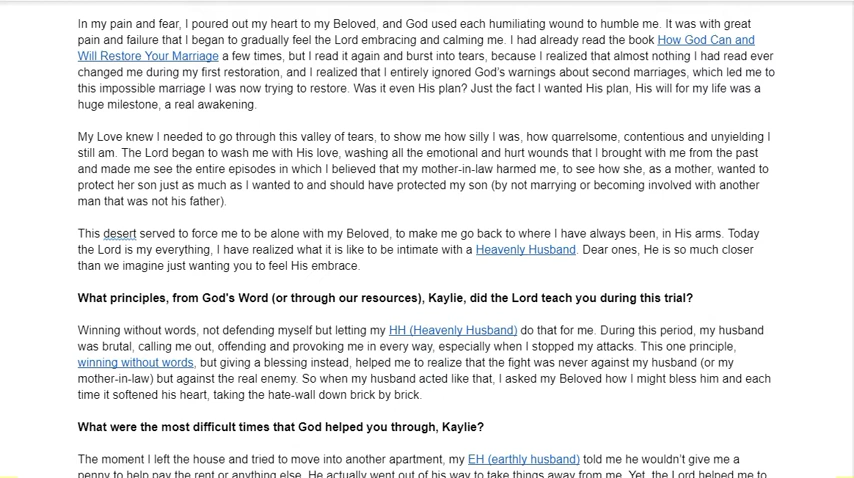 In my pain and fear, I poured out my heart to my Beloved, and God used each humiliating wound to humble me. It was with great
pain and failure that I began to gradually feel the Lord embracing and calming me. I had already read the book How God Can and
Will Restore Your Marriage a few times, but I read it again and burst into tears, because I realized that almost nothing I had read ever
changed me during my first restoration, and I realized that I entirely ignored God's warnings about second marriages, which led me to
this impossible marriage I was now trying to restore. Was it even His plan? Just the fact I wanted His plan, His will for my life was a
huge milestone, a real awakening.
My Love knew I needed to go through this valley of tears, to show me how silly I was, how quarrelsome, contentious and unyielding I
still am. The Lord began to wash me with His love, washing all the emotional and hurt wounds that I brought with me from the past
and made me see the entire episodes in which I believed that my mother-in-law harmed me, to see how she, as a mother, wanted to
protect her son just as much as I wanted to and should have protected my son (by not marrying or becoming involved with another
man that was not his father).
This desert served to force me to be alone with my Beloved, to make me go back to where I have always been, in His arms. Today
the Lord is my everything, I have realized what it is like to be intimate with a Heavenly Husband. Dear ones, He is so much closer
than we imagine just wanting you to feel His embrace.
What principles, from God's Word (or through our resources), Kaylie, did the Lord teach you during this trial?
Winning without words, not defending myself but letting my HH (Heavenly Husband) do that for me. During this period, my husband
was brutal, calling me out, offending and provoking me in every way, especially when I stopped my attacks. This one principle,
winning without words, but giving a blessing instead, helped me to realize that the fight was never against my husband (or my
mother-in-law) but against the real enemy. So when my husband acted like that, I asked my Beloved how I might bless him and each
time it softened his heart, taking the hate-wall down brick by brick.
What were the most difficult times that God helped you through, Kaylie?
The moment I left the house and tried to move into another apartment, my EH (earthly husband) told me he wouldn't give me a
penny to help pay the rent or anything else. He actually went out of his way to take things away from me. Yet, the Lord helped me to